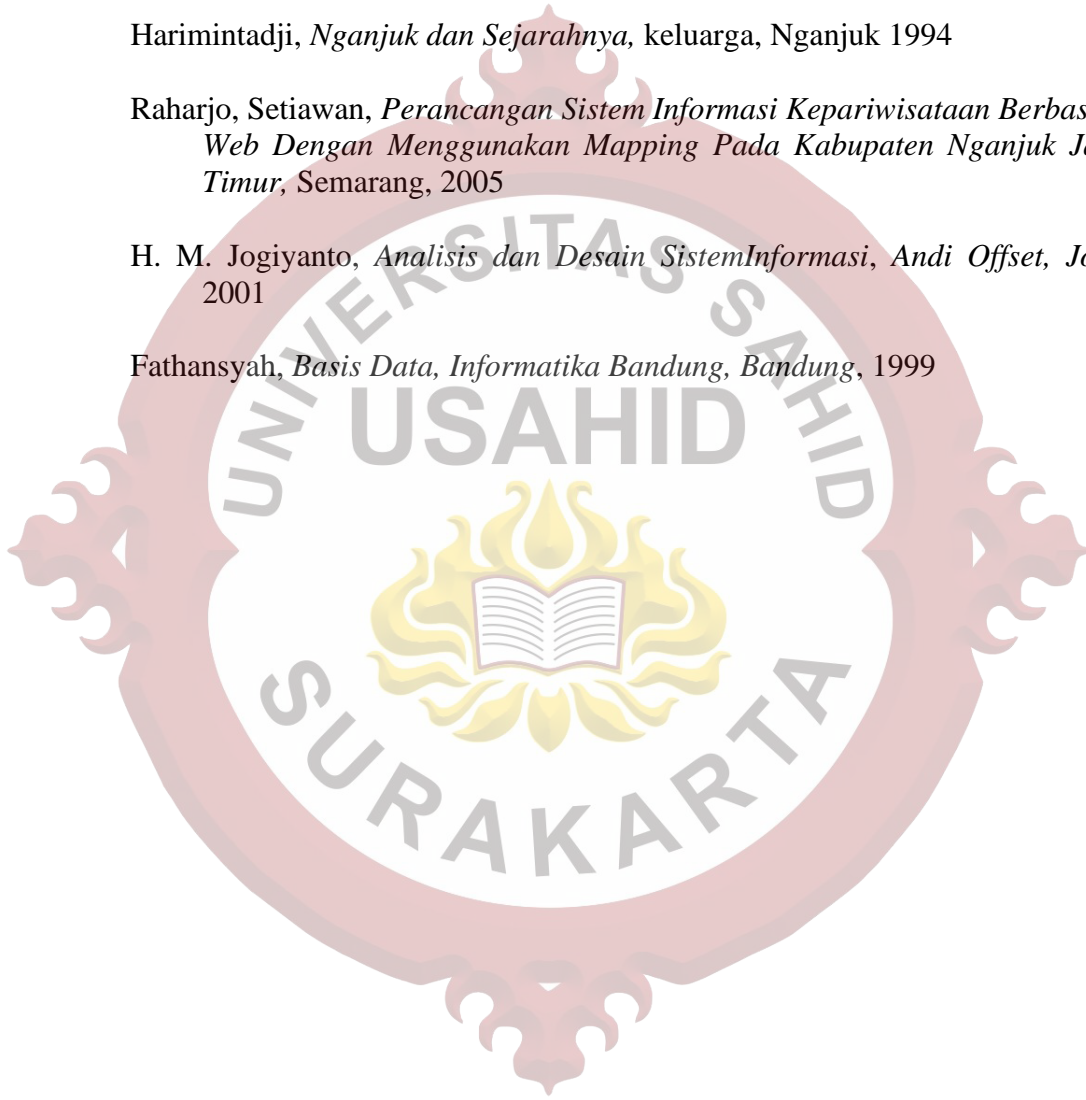 Harimintadji, Nganjuk dan Sejarahnya, keluarga, Nganjuk 1994
Raharjo, Setiawan, Perancangan Sistem Informasi Kepariwisataan Berbas
Web Dengan Menggunakan Mapping Pada Kabupaten Nganjuk Ja
Timur, Semarang, 2005
H. M. Jogiyanto, Analisis dan Desain SistemInformasi, Andi Offset, Jo
2001
Fathansyah, Basis Data, Informatika Bandung, Bandung, 1999
UNIVERSITAS SAHID
USAHID
SURAKARTA